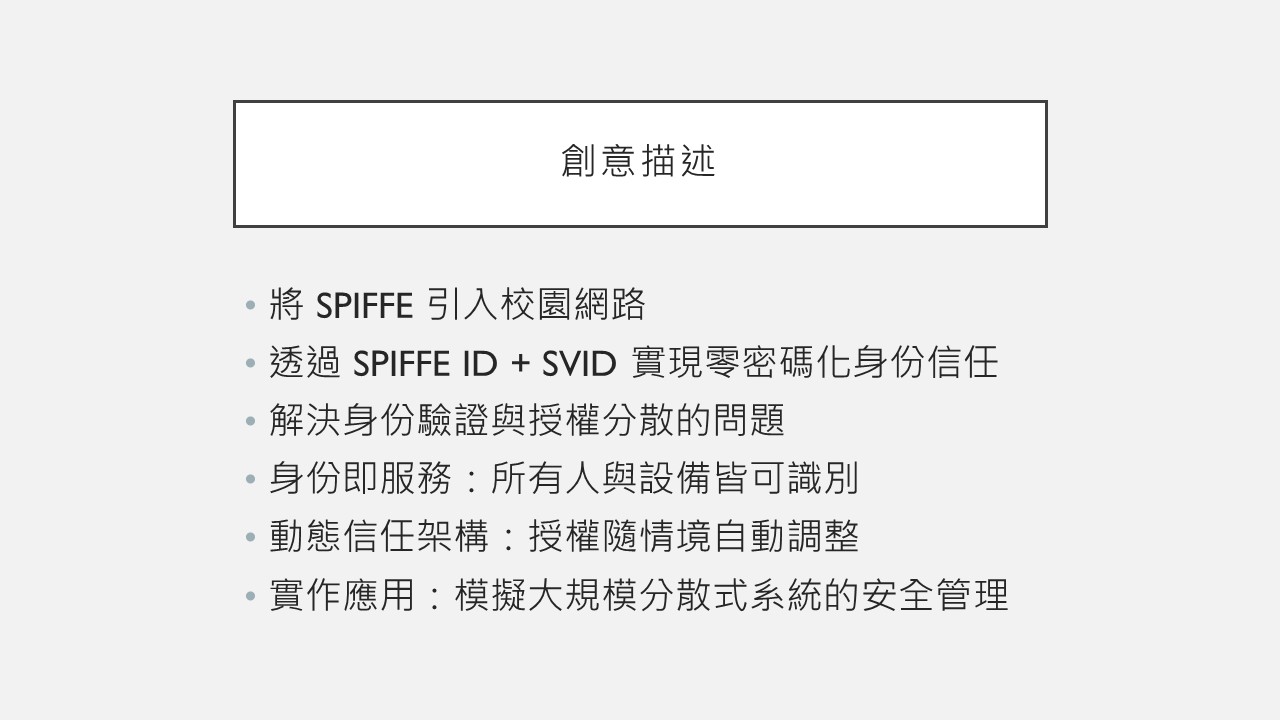 創意描述
• 將 SPIFFE 引入校園網路
• 透過 SPIFFE ID + SVID 實現零密碼化身份信任
• 解決身份驗證與授權分散的問題
• 身份即服務：所有人與設備皆可識別
• 動態信任架構：授權隨情境自動調整
• 實作應用：模擬大規模分散式系統的安全管理